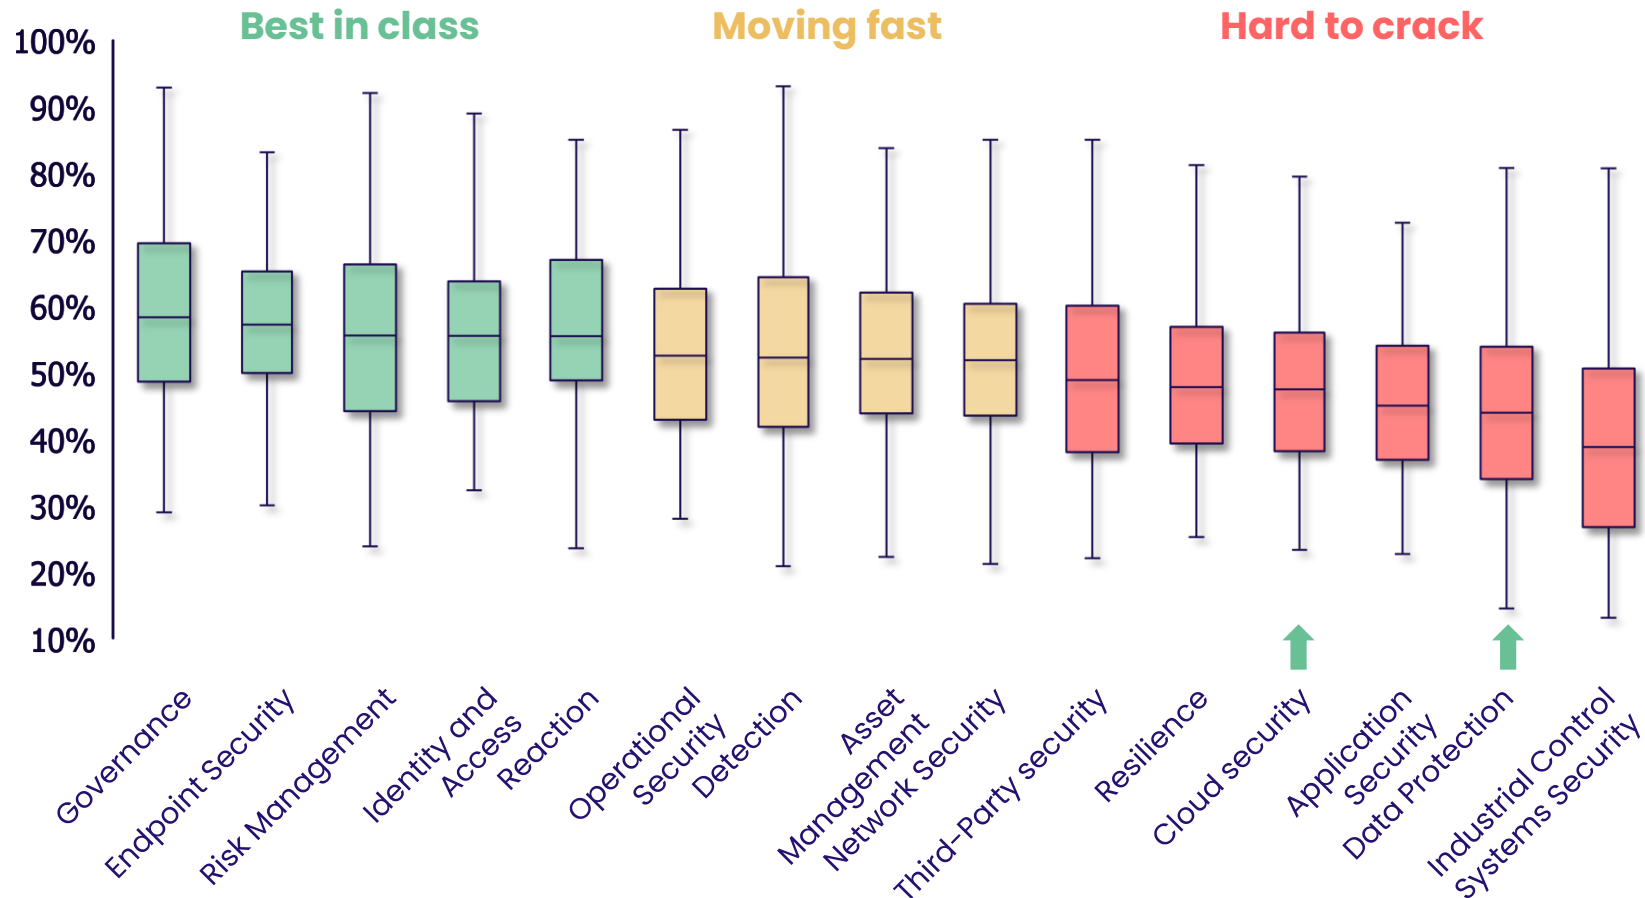 Best in class
Moving fast
Hard to crack
100%
90%
80%
70%
60%
50%
40%
30%
20%
10%
Governance
Endpoint Security
Risk Management
Identity and
Access
Reaction
Operational
Security
Detection
Asset
Management
Network Security
Third-Party security
Resilience
Cloud security
Application
Security
Data Protection
Industrial Control
Systems Security